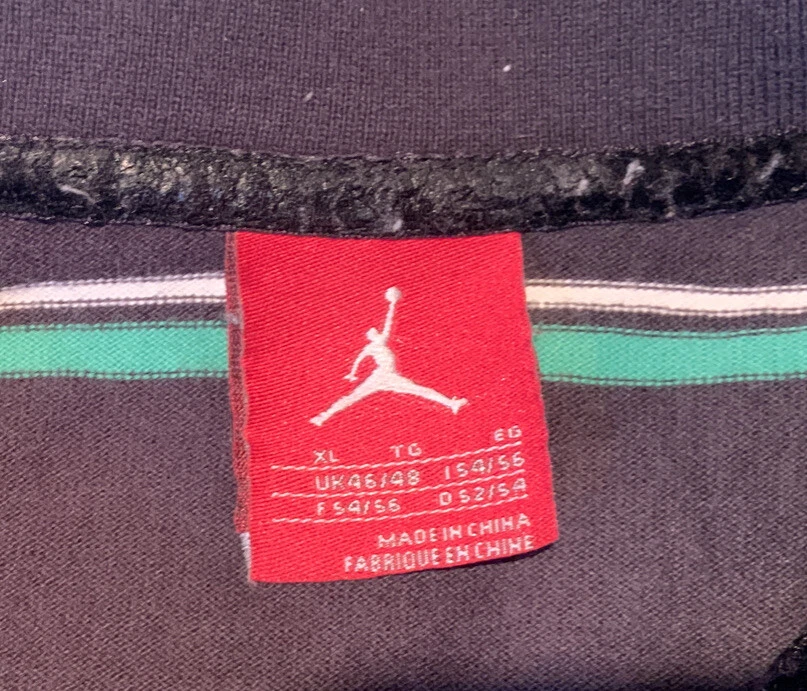 XL TG EG
UK46/48 I54/56
F54/56 D52/54
MADE IN CHINA
FABRIQUE EN CHINE